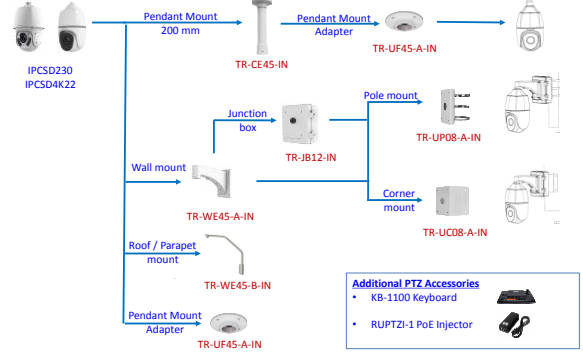 Pendant Mount
200 mm
Pendant Mount
Adapter
TR-CE45-IN
TR-UF45-A-IN
IPCSD230
IPCSD4K22
Junction
box
Pole mount
TR-JB12-IN
TR-UP08-A-IN
Wall mount
TR-WE45-A-IN
Corner
mount
TR-UC08-A-IN
Roof / Parapet
mount
TR-WE45-B-IN
Pendant Mount
Adapter
TR-UF45-A-IN
Additional PTZ Accessories
• KB-1100 Keyboard
• RUPTZI-1 PoE Injector